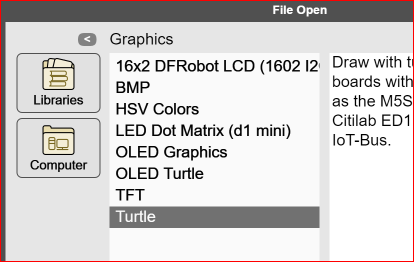 File Open
< Graphics
Libraries
Computer
16x2 DFRobot LCD (1602 I2
BMP
HSV Colors
LED Dot Matrix (d1 mini)
OLED Graphics
OLED Turtle
TFT
Turtle
Draw with
boards with
as the M5S
Citilab ED1
IoT-Bus.